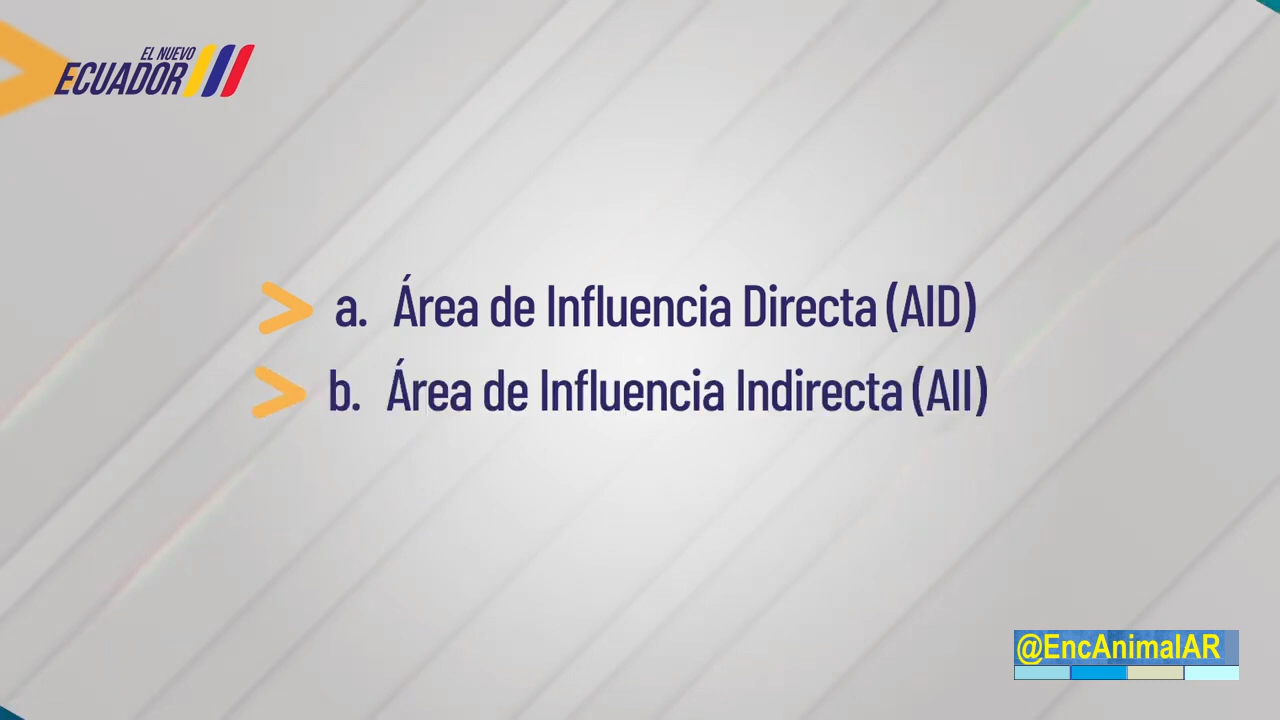 EL NUEVO
ECUADOR
a. Área de Influencia Directa (AID)
b. Área de Influencia Indirecta (AII)
@EncAnimalAR